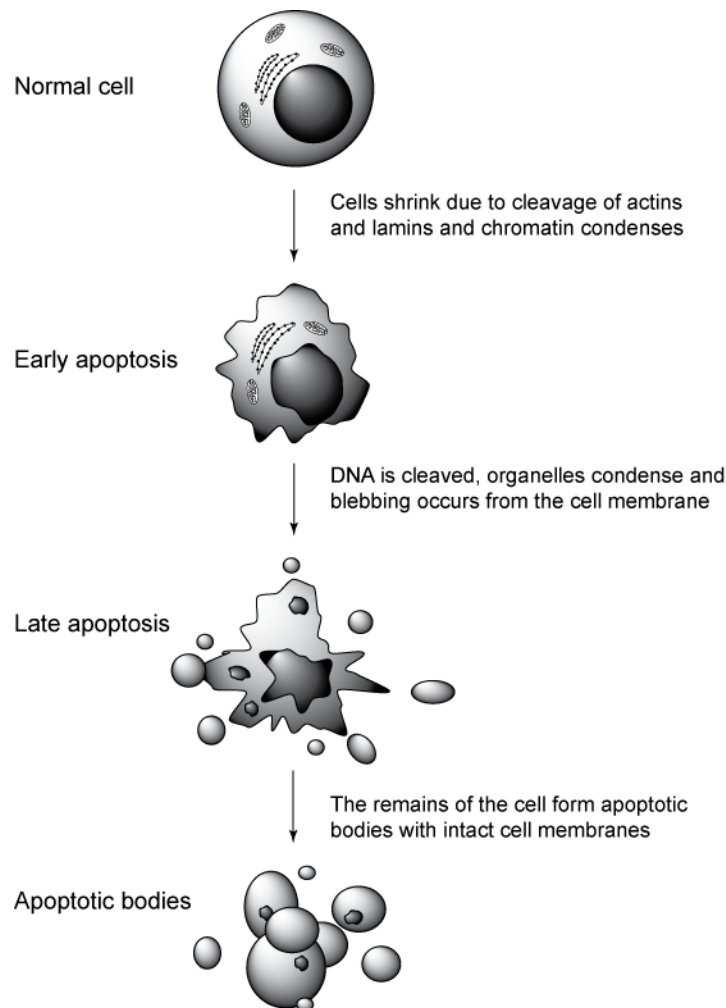 Normal cell
Cells shrink due to cleavage of actins
and lamins and chromatin condenses
Early apoptosis
DNA is cleaved, organelles condense and
blebbing occurs from the cell membrane
Late apoptosis
The remains of the cell form apoptotic
bodies with intact cell membranes
Apoptotic bodies